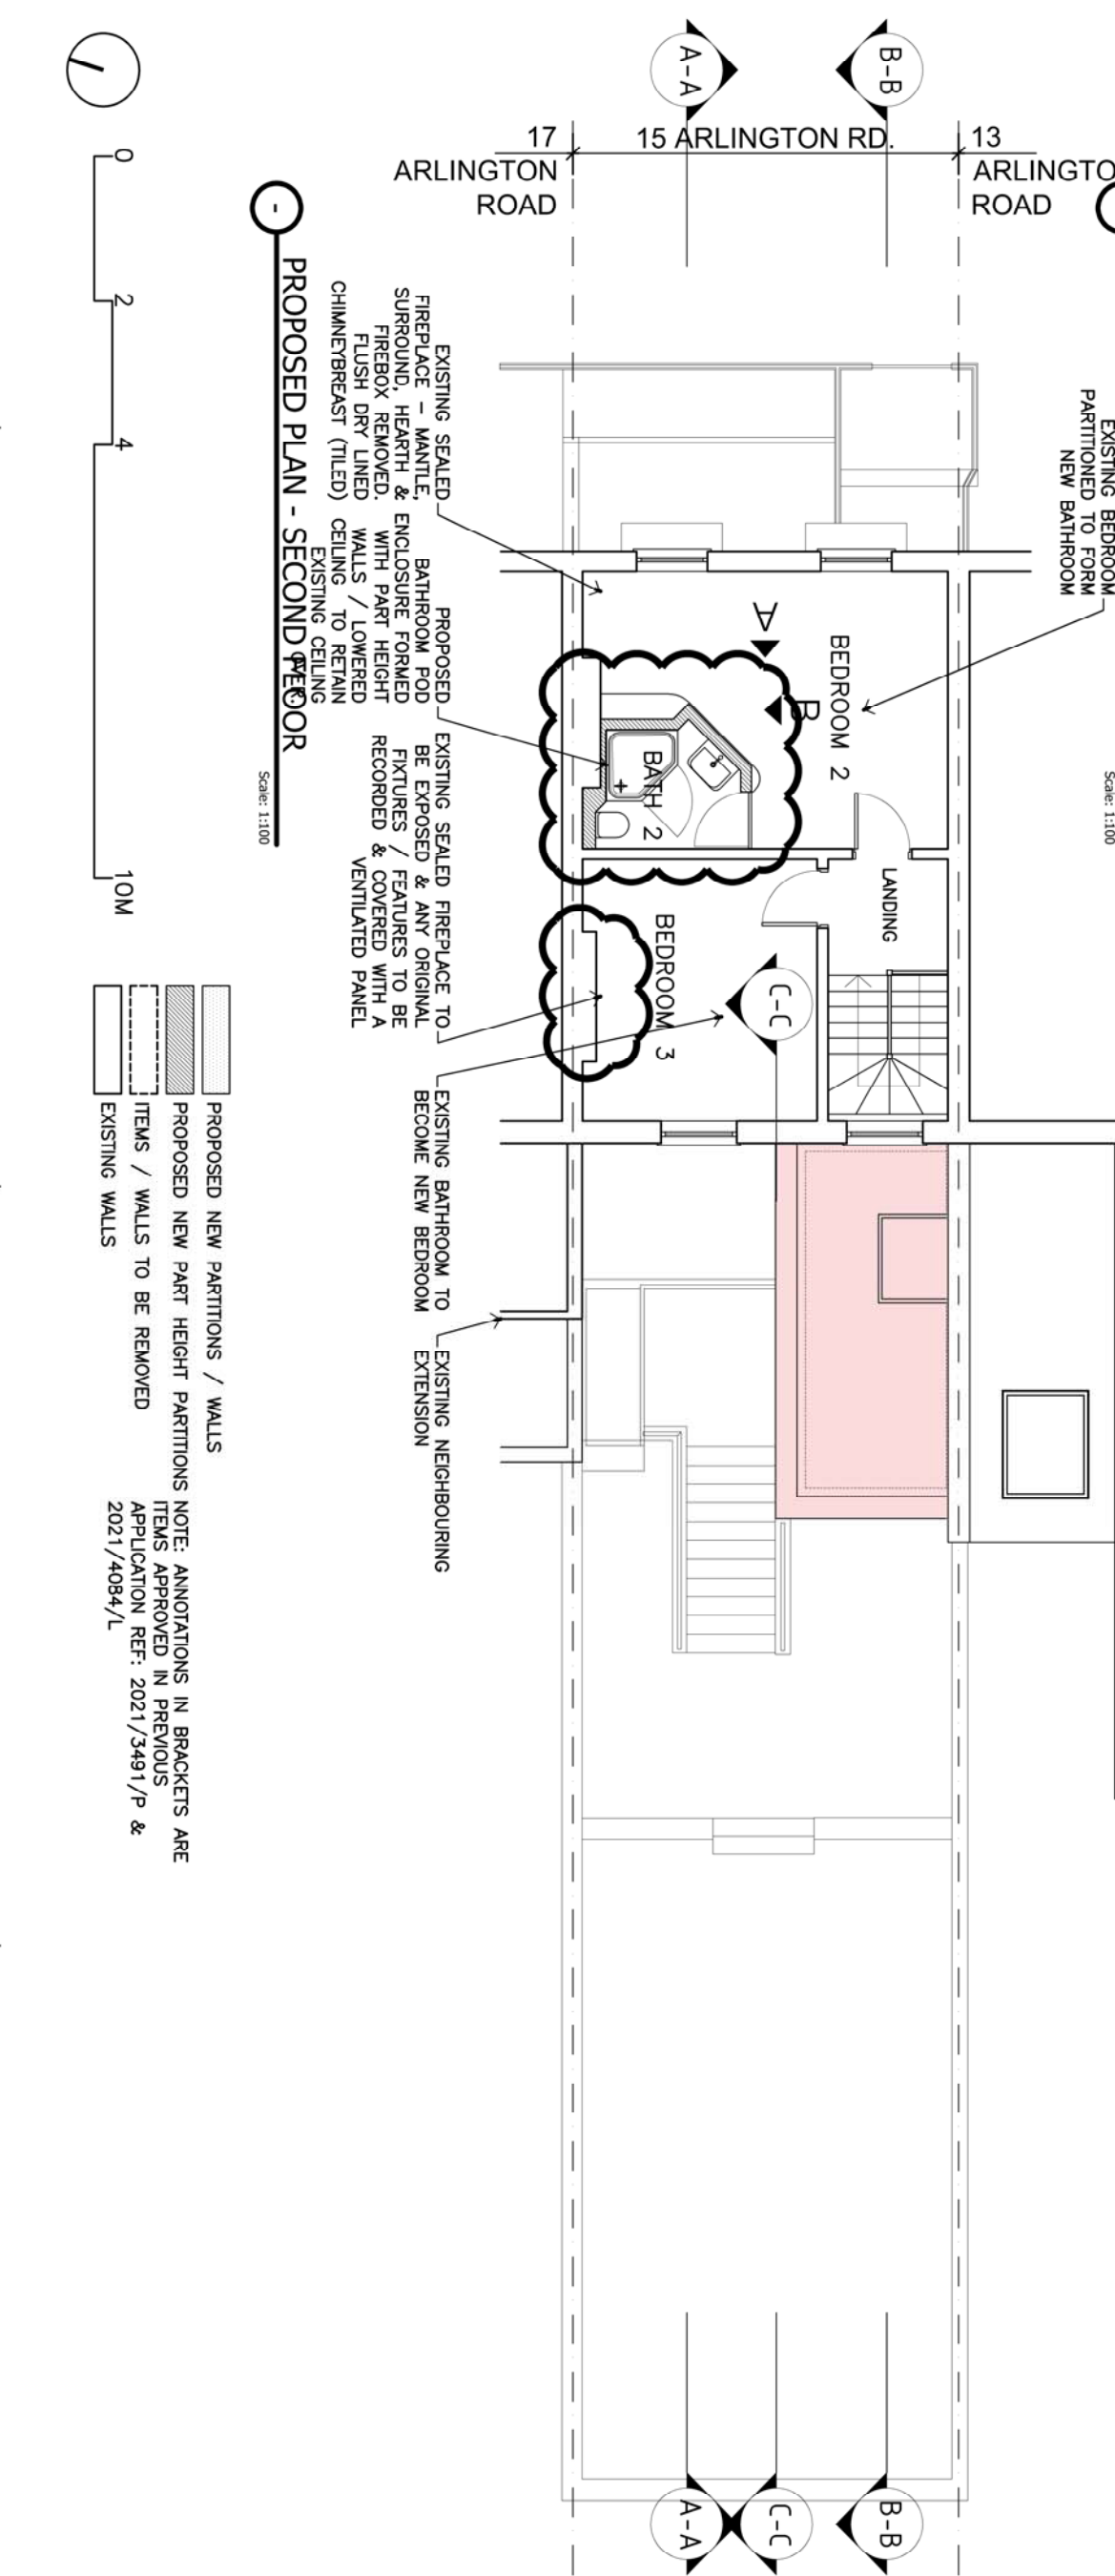 A-A
B-B
17
ARLINGTON
ROAD
15 ARLINGTON RD.
13
ARLINGTO
ROAD
EXISTING BEDROOM
PARTITIONED TO FORM
NEW BATHROOM
Scale: 1:100
BEDROOM 2
A
B
BATH 2
LANDING
BEDROOM 3
C-C
EXISTING SEALED
FIREPLACE - MANTLE,
SURROUND, HEARTH &
FIREBOX REMOVED.
FLUSH DRY LINED
CHIMNEYBREAST (TILED)
PROPOSED
BATHROOM POD
ENCLOSURE FORMED
WITH PART HEIGHT
WALLS / LOWERED
CEILING TO RETAIN
EXISTING CEILING
OVER.
EXISTING SEALED FIREPLACE TO
BE EXPOSED & ANY ORIGINAL
FIXTURES / FEATURES TO BE
RECORDED & COVERED WITH A
VENTILATED PANEL
EXISTING BATHROOM TO
BECOME NEW BEDROOM
EXISTING NEIGHBOURING
EXTENSION
-
PROPOSED PLAN - SECOND FLOOR
Scale: 1:100
0
2
4
10M
PROPOSED NEW PARTITIONS / WALLS
PROPOSED NEW PART HEIGHT PARTITIONS
ITEMS / WALLS TO BE REMOVED
EXISTING WALLS
NOTE: ANNOTATIONS IN BRACKETS ARE
ITEMS APPROVED IN PREVIOUS
APPLICATION REF: 2021/3491/P &
2021/4084/L
A-A
C-C
B-B